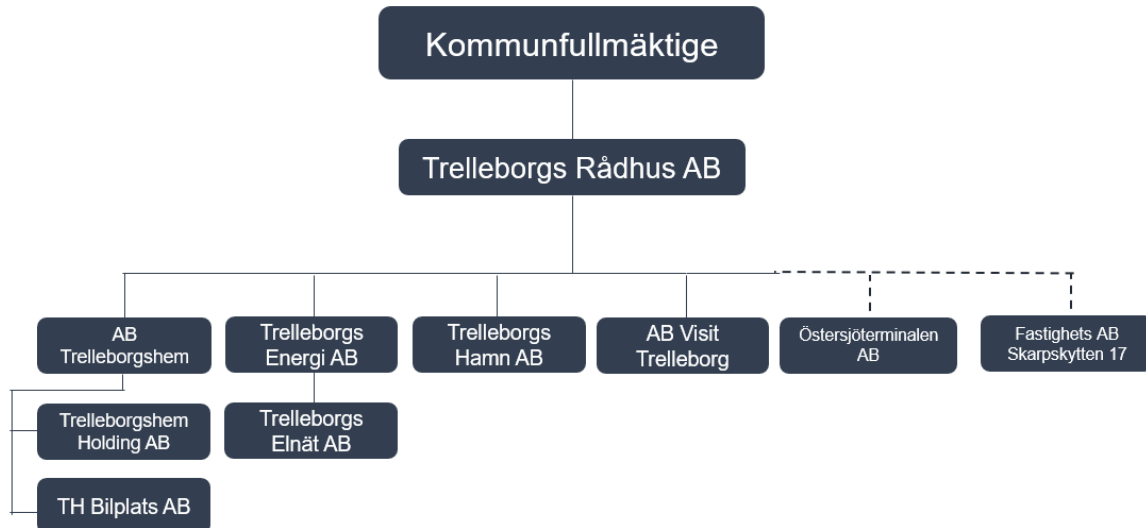 Kommunfullmäktige
Trelleborgs Rådhus AB
AB
Trelleborgshem
Trelleborgs
Energi AB
Trelleborgs
Hamn AB
AB Visit
Trelleborg
Östersjöterminalen
AB
Fastighets AB
Skarpskytten 17
Trelleborgshem
Holding AB
Trelleborgs
Elnät AB
TH Bilplats AB